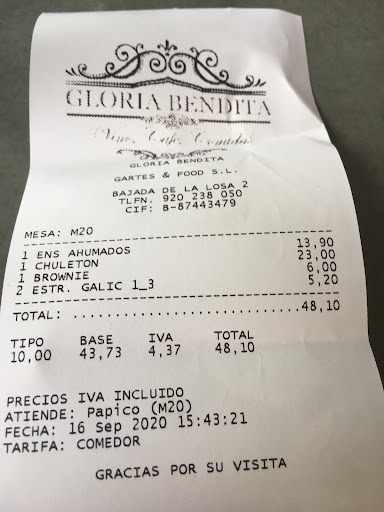 GLORIA BENDITA
Vino, Café, Comidas
GLORIA BENDITA
GARTES & FOOD S.L.
BAJADA DE LA LOSA 2
TLFN. 920 238 050
CIF: B-87443479
MESA: M20
1 ENS AHUMADOS 13,90
1 CHULETON 23,00
1 BROWNIE 6,00
2 ESTR. GALIC 1_3 5,20
TOTAL: ..............................48,10
TIPO BASE IVA TOTAL
10,00 43,73 4,37 48,10
PRECIOS IVA INCLUIDO
ATIENDE: Papico (M20)
FECHA: 16 Sep 2020 15:43:21
TARIFA: COMEDOR
GRACIAS POR SU VISITA